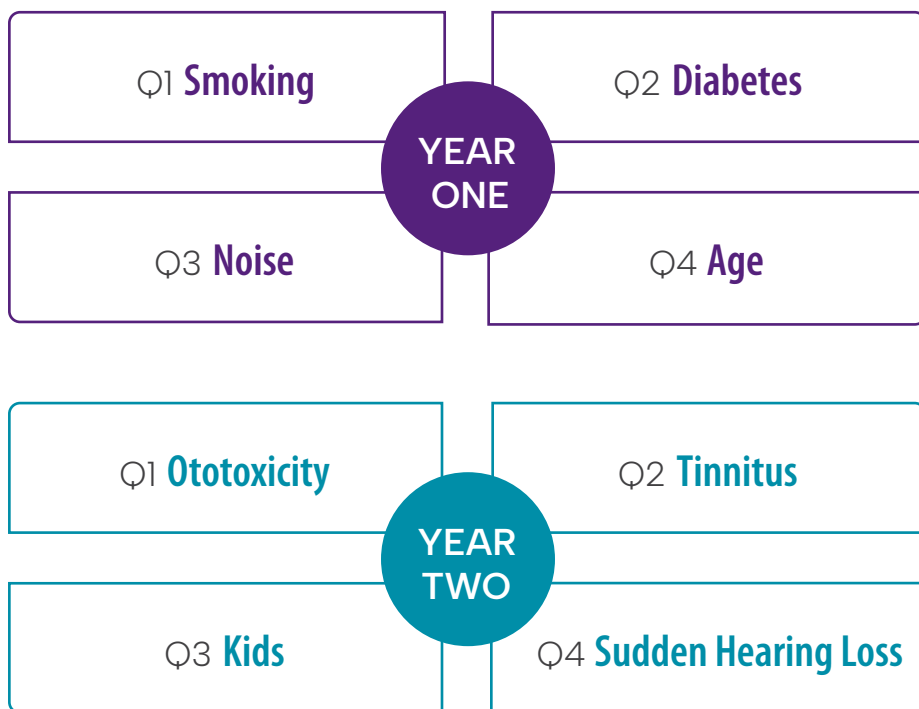 Q1 Smoking
Q2 Diabetes
YEAR
ONE
Q3 Noise
Q4 Age
Q1 Ototoxicity
Q2 Tinnitus
YEAR
TWO
Q3 Kids
Q4 Sudden Hearing Loss